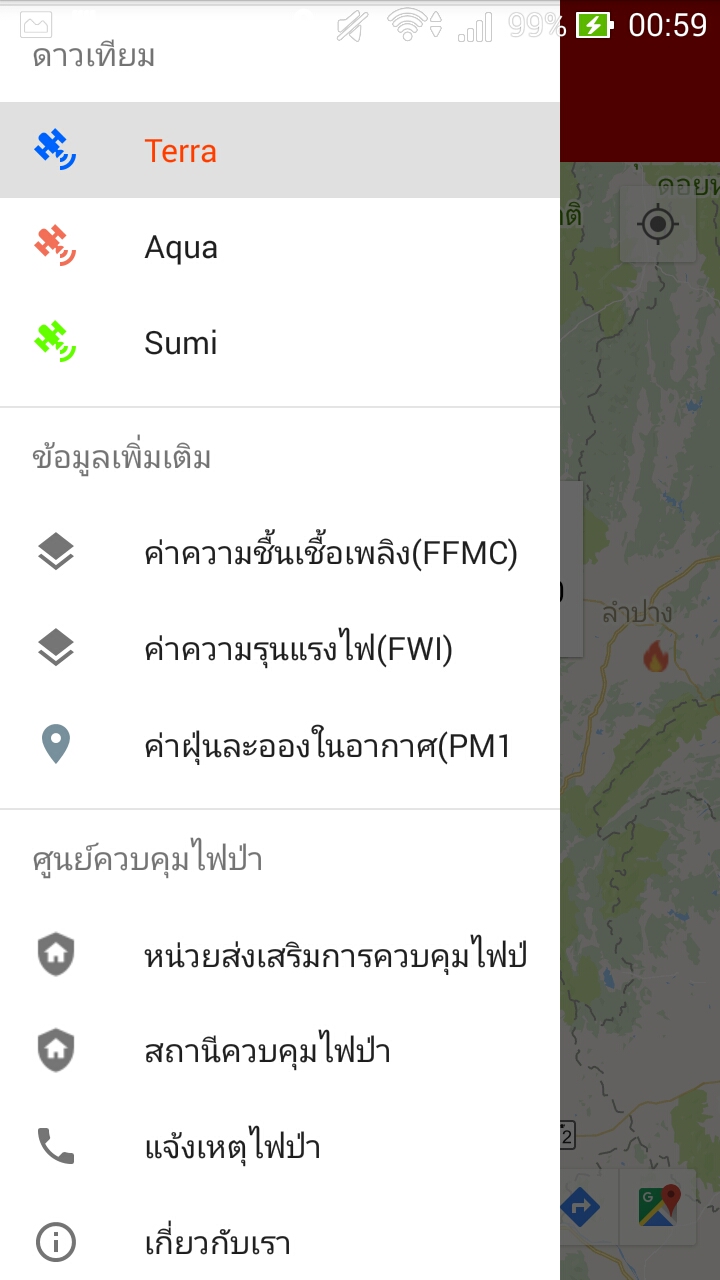 99% 00:59
ดาวเทียม
Terra
Aqua
Sumi
ข้อมูลเพิ่มเติม
ค่าความชื้นเชื้อเพลิง(FFMC)
ค่าความรุนแรงไฟ(FWI)
ค่าฝุ่นละอองในอากาศ(PM1
ศูนย์ควบคุมไฟป่า
หน่วยส่งเสริมการควบคุมไฟป
สถานีควบคุมไฟป่า
แจ้งเหตุไฟป่า
เกี่ยวกับเรา
ลำปาง
2
G